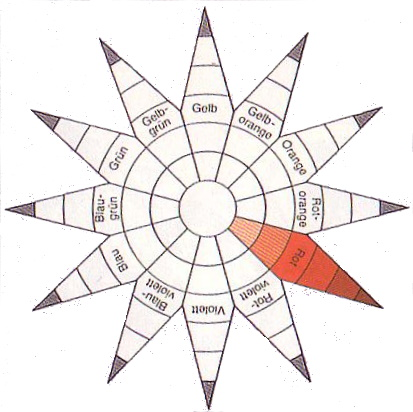 Gelb
Gelb-
orange
Orange
Rot-
orange
Rot
Rot-
violett
Violett
Blau-
violett
Blau
Blau-
grün
Grün
Gelb-
grün